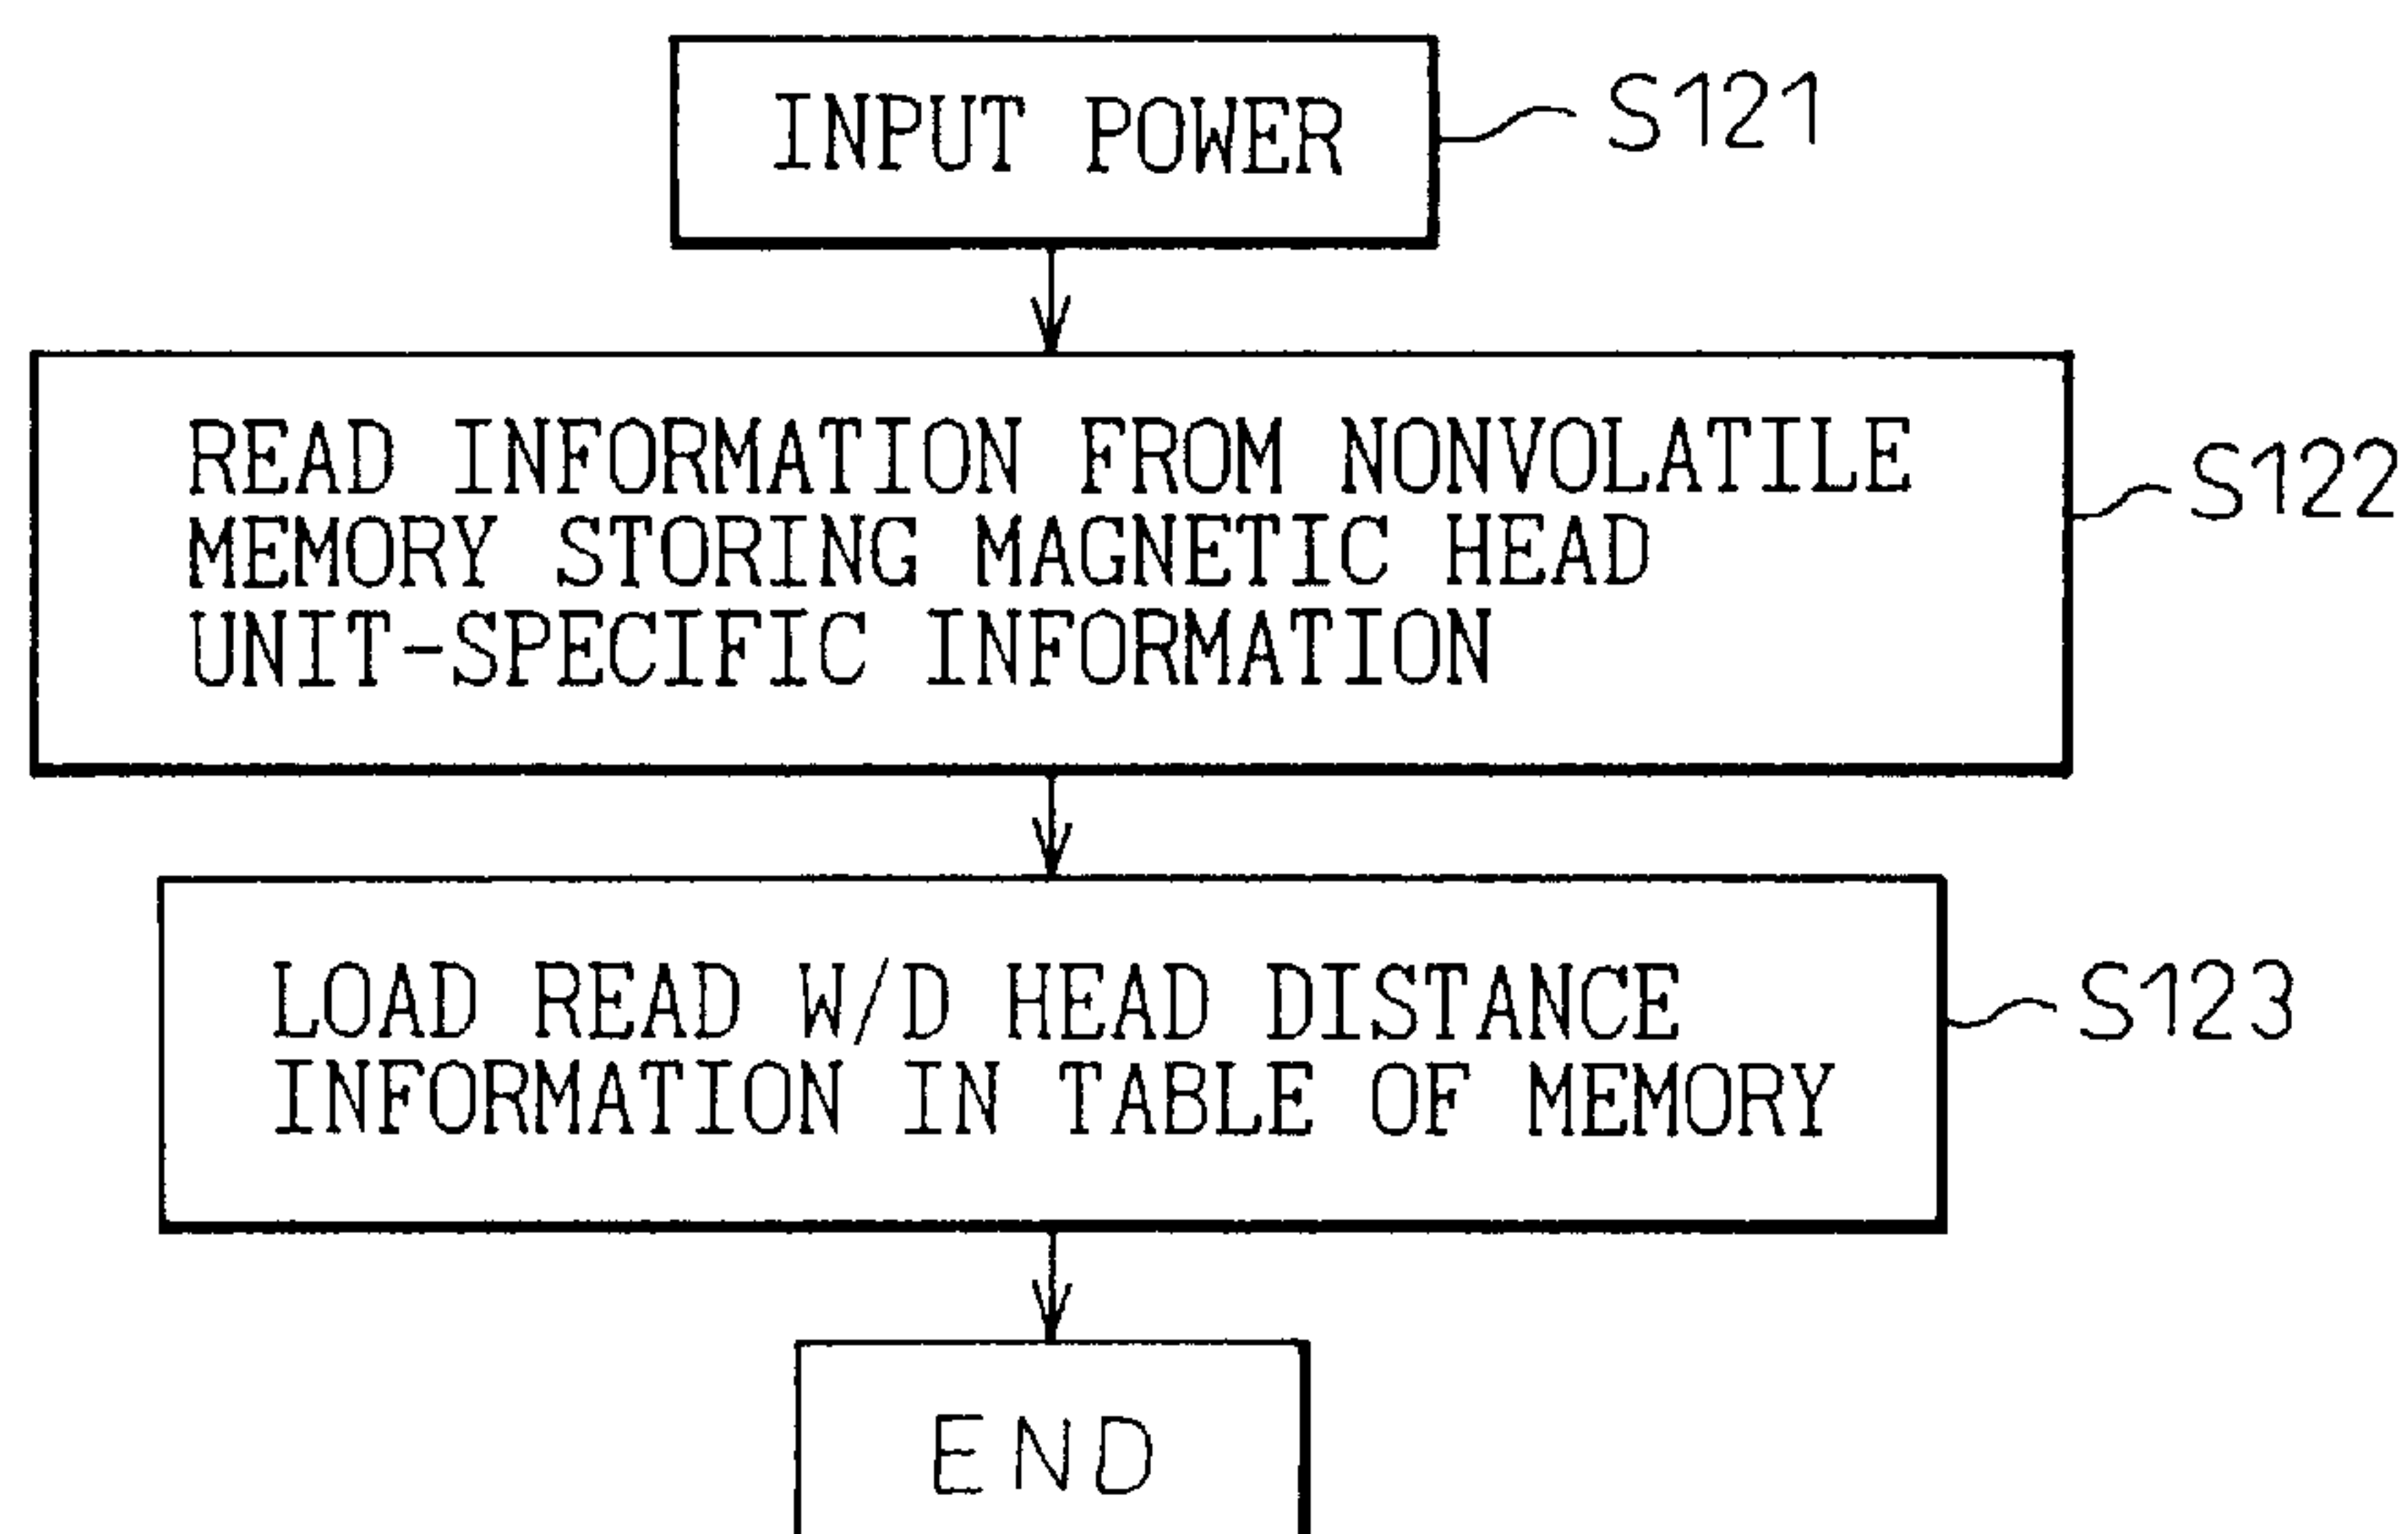 INPUT POWER
S121
READ INFORMATION FROM NONVOLATILE
MEMORY STORING MAGNETIC HEAD
UNIT-SPECIFIC INFORMATION
S122
LOAD READ W/D HEAD DISTANCE
INFORMATION IN TABLE OF MEMORY
S123
END